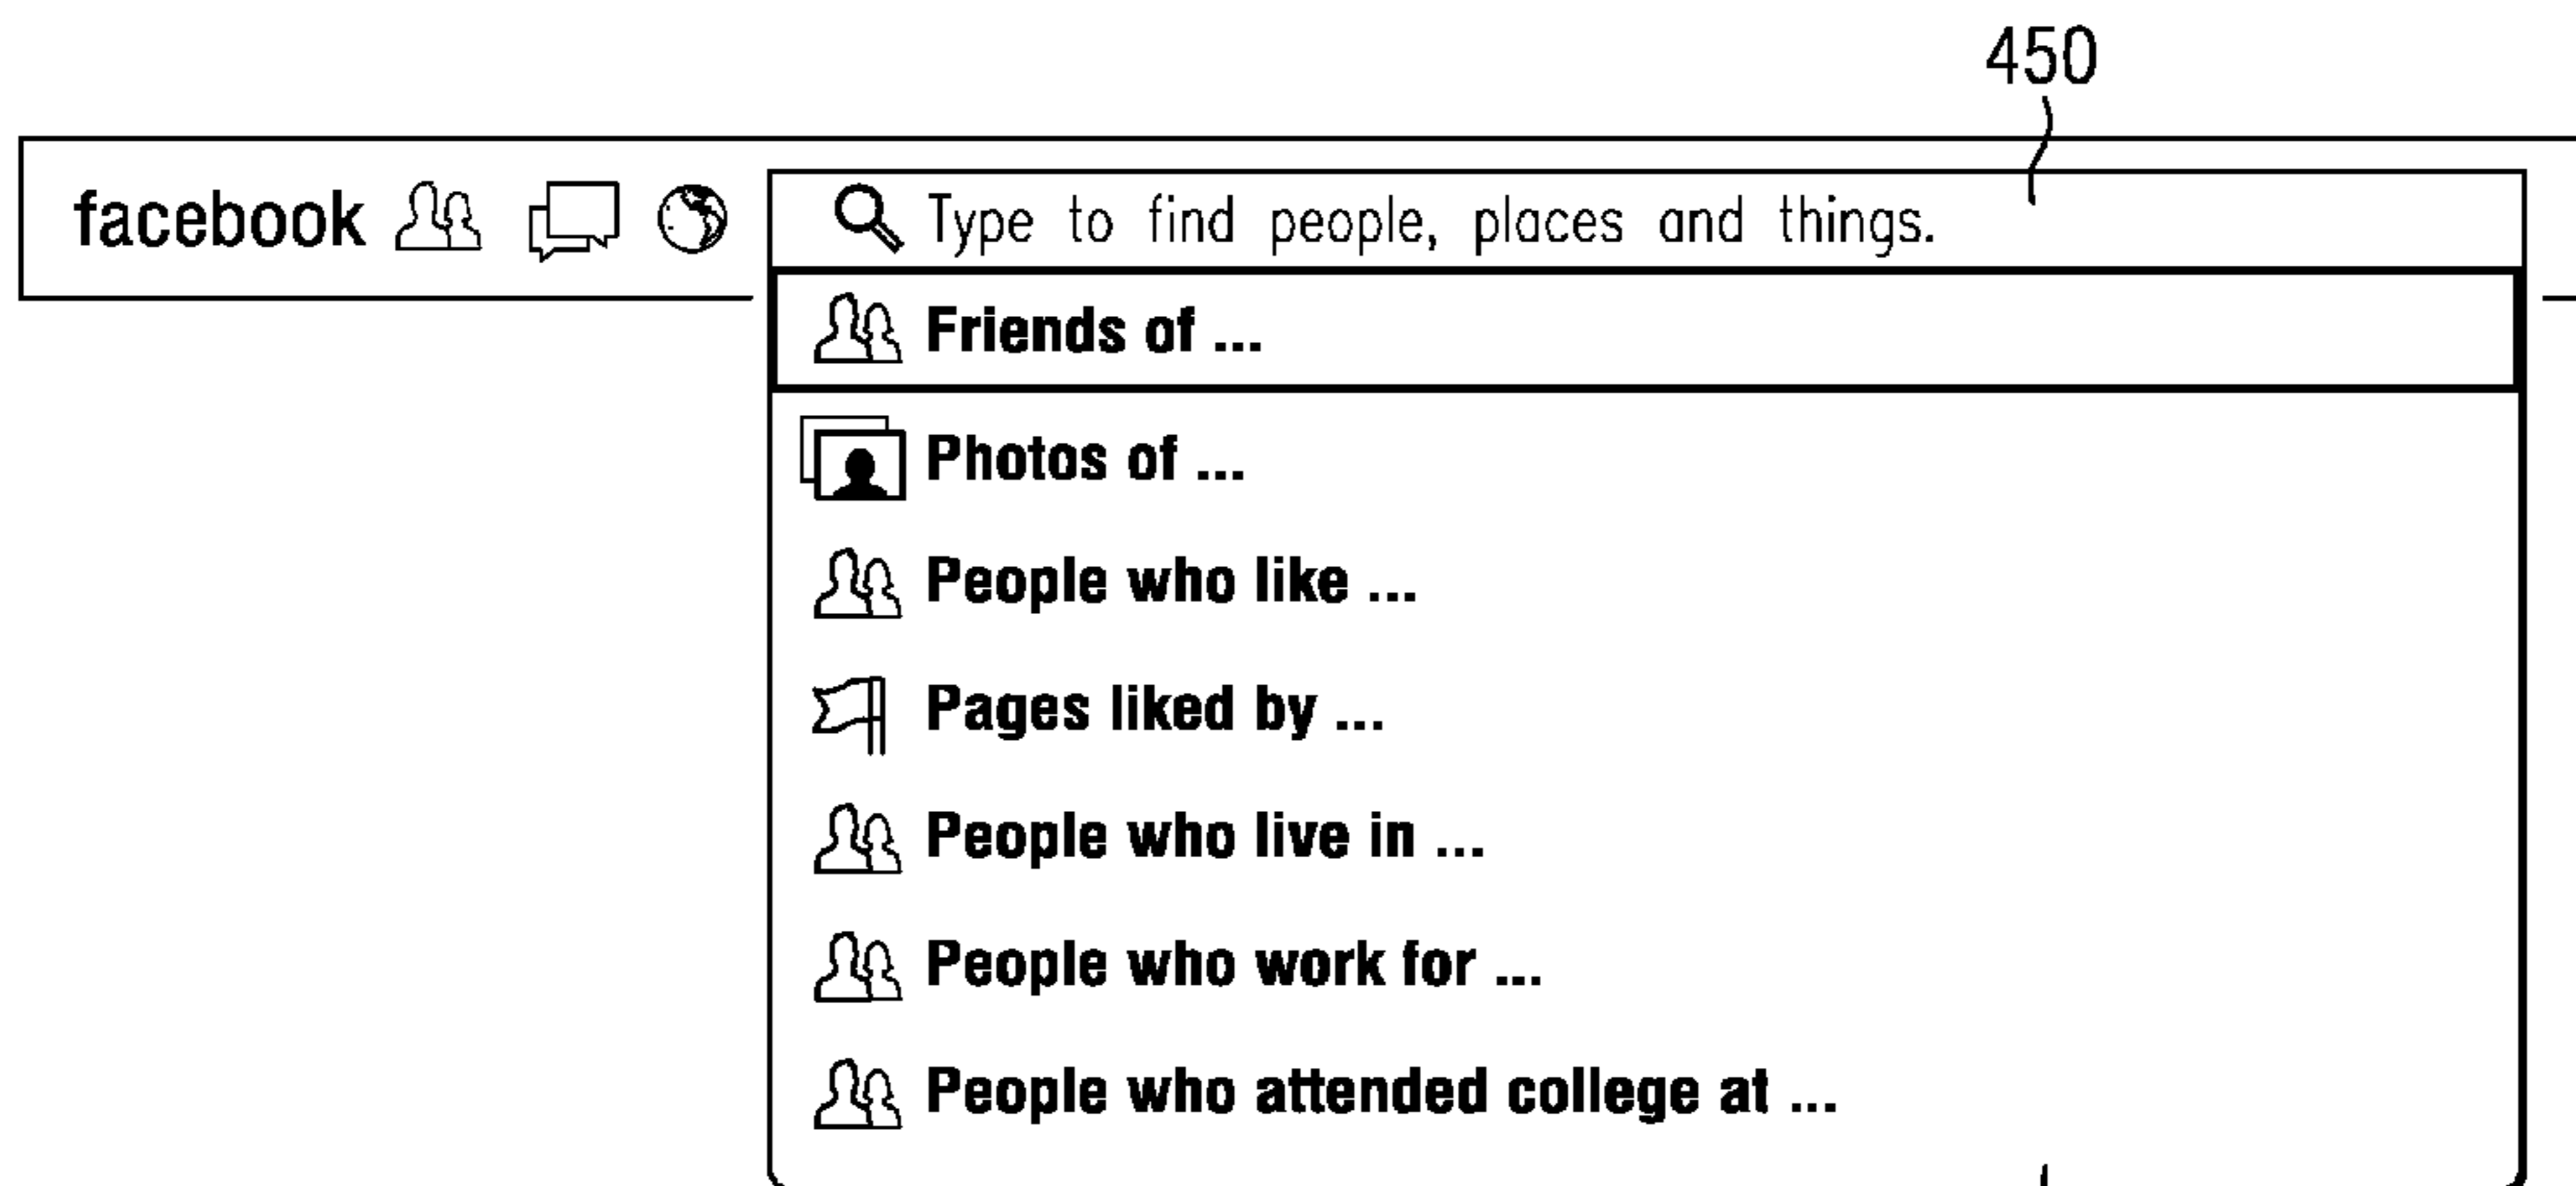 450
facebook Type to find people, places and things.
Friends of ...
Photos of ...
People who like ...
Pages liked by ...
People who live in ...
People who work for ...
People who attended college at ...